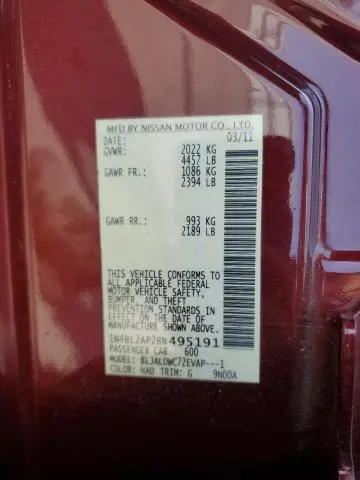 MFD BY NISSAN MOTOR CO., LTD.
DATE: 03/11
GVWR: 2022 KG
4457 LB
GAWR FR.: 1086 KG
2394 LB
GAWR RR.: 993 KG
2189 LB
THIS VEHICLE CONFORMS TO
ALL APPLICABLE FEDERAL
MOTOR VEHICLE SAFETY,
BUMPER, AND THEFT
PREVENTION STANDARDS IN
EFFECT ON THE DATE OF
MANUFACTURE SHOWN ABOVE.
1N4BL2AP2BN 495191
PASSENGER CAR 600
MODEL: BLJALDWC72EVAP---I
COLOR: NAD TRIM: G 9N00A